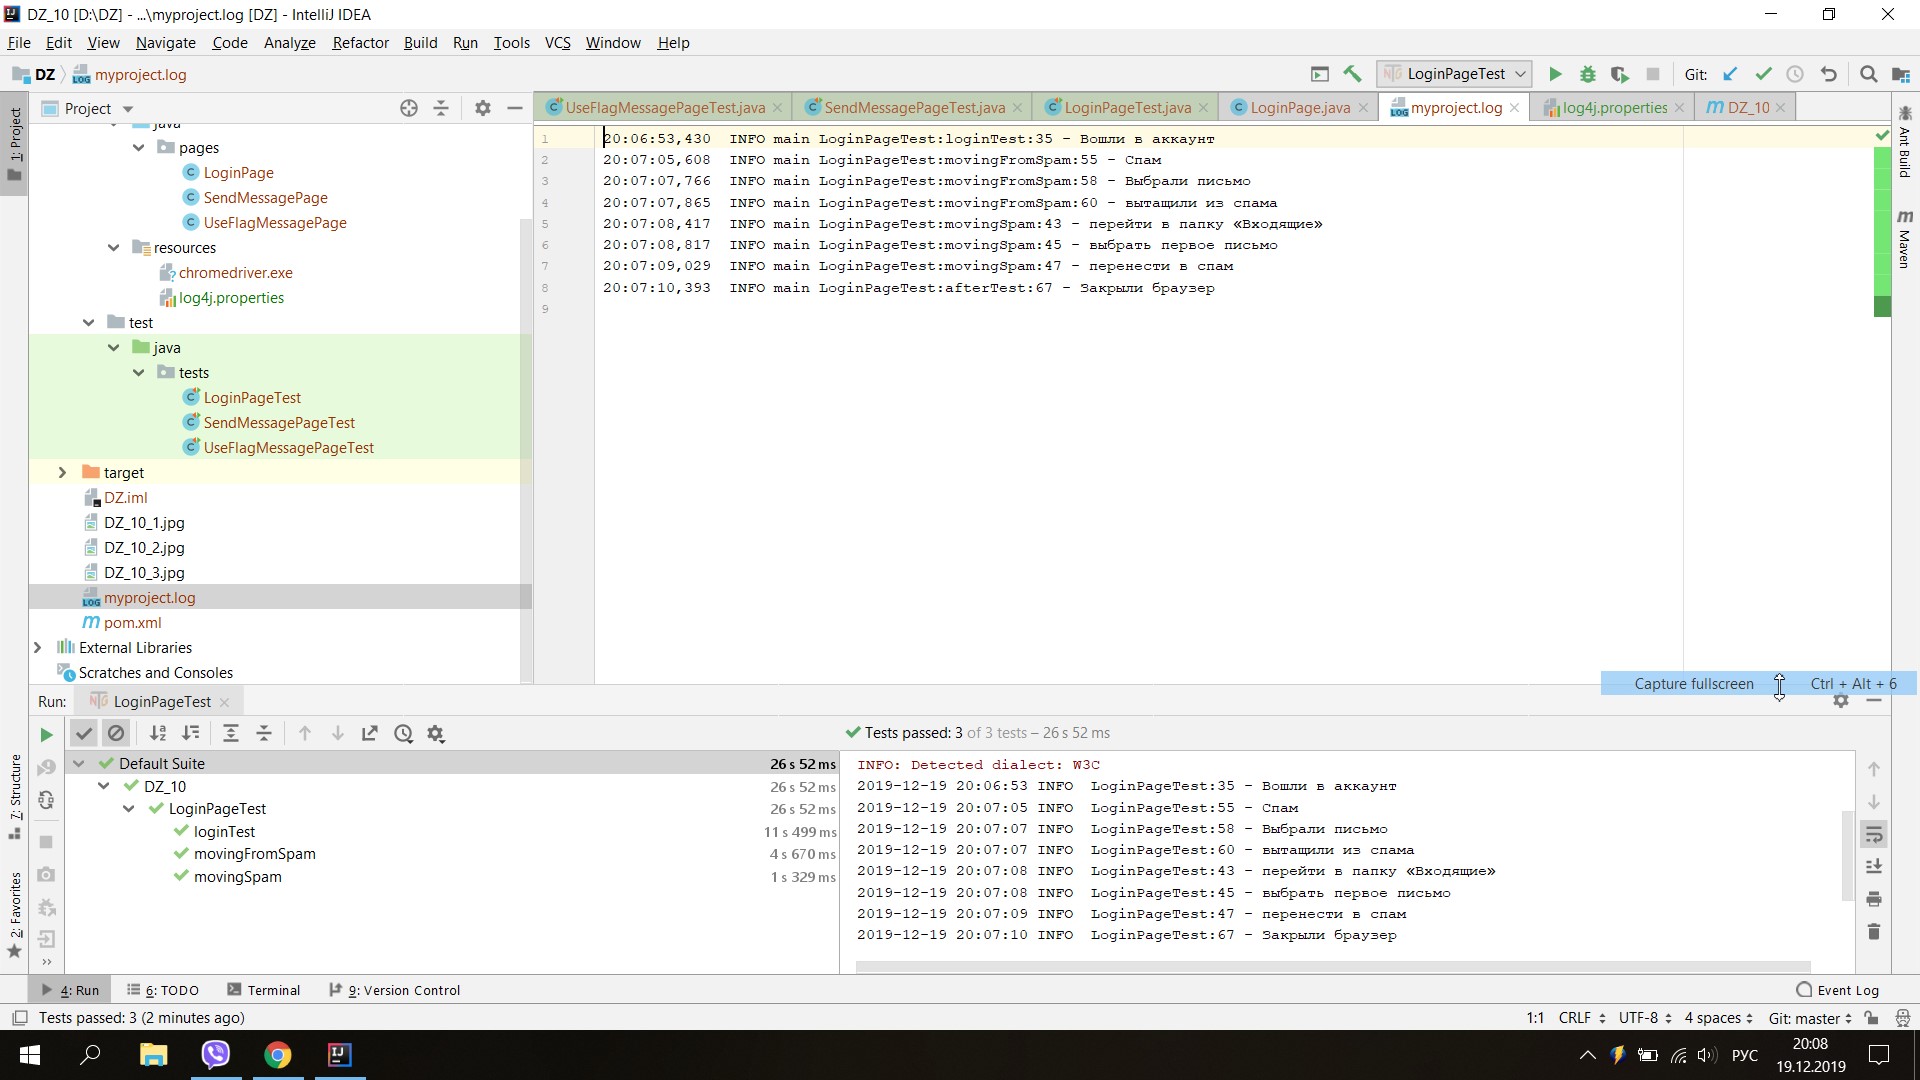 DZ_10 [D:\DZ] - ...\myproject.log [DZ] - IntelliJ IDEA
File Edit View Navigate Code Analyze Refactor Build Run Tools VCS Window Help
DZ myproject.log LoginPageTest Git:
1: Project
Project
UseFlagMessagePageTest.java SendMessagePageTest.java LoginPageTest.java LoginPage.java myproject.log log4j.properties DZ_10
java
pages
LoginPage
SendMessagePage
UseFlagMessagePage
resources
chromedriver.exe
log4j.properties
test
java
tests
LoginPageTest
SendMessagePageTest
UseFlagMessagePageTest
target
DZ.iml
DZ_10_1.jpg
DZ_10_2.jpg
DZ_10_3.jpg
myproject.log
pom.xml
External Libraries
Scratches and Consoles
1 20:06:53,430 INFO main LoginPageTest:loginTest:35 - Вошли в аккаунт
2 20:07:05,608 INFO main LoginPageTest:movingFromSpam:55 - Спам
3 20:07:07,766 INFO main LoginPageTest:movingFromSpam:58 - Выбрали письмо
4 20:07:07,865 INFO main LoginPageTest:movingFromSpam:60 - вытащили из спама
5 20:07:08,417 INFO main LoginPageTest:movingSpam:43 - перейти в папку «Входящие»
6 20:07:08,817 INFO main LoginPageTest:movingSpam:45 - выбрать первое письмо
7 20:07:09,029 INFO main LoginPageTest:movingSpam:47 - перенести в спам
8 20:07:10,393 INFO main LoginPageTest:afterTest:67 - Закрыли браузер
9
Ant Build
Maven
Capture fullscreen Ctrl + Alt + 6
Run: LoginPageTest
Tests passed: 3 of 3 tests – 26 s 52 ms
Default Suite 26 s 52 ms
DZ_10 26 s 52 ms
LoginPageTest 26 s 52 ms
loginTest 11 s 499 ms
movingFromSpam 4 s 670 ms
movingSpam 1 s 329 ms
INFO: Detected dialect: W3C
2019-12-19 20:06:53 INFO LoginPageTest:35 - Вошли в аккаунт
2019-12-19 20:07:05 INFO LoginPageTest:55 - Спам
2019-12-19 20:07:07 INFO LoginPageTest:58 - Выбрали письмо
2019-12-19 20:07:07 INFO LoginPageTest:60 - вытащили из спама
2019-12-19 20:07:08 INFO LoginPageTest:43 - перейти в папку «Входящие»
2019-12-19 20:07:08 INFO LoginPageTest:45 - выбрать первое письмо
2019-12-19 20:07:09 INFO LoginPageTest:47 - перенести в спам
2019-12-19 20:07:10 INFO LoginPageTest:67 - Закрыли браузер
7: Structure
2: Favorites
4: Run 6: TODO Terminal 9: Version Control Event Log
Tests passed: 3 (2 minutes ago) 1:1 CRLF UTF-8 4 spaces Git: master
РУС 20:08
19.12.2019